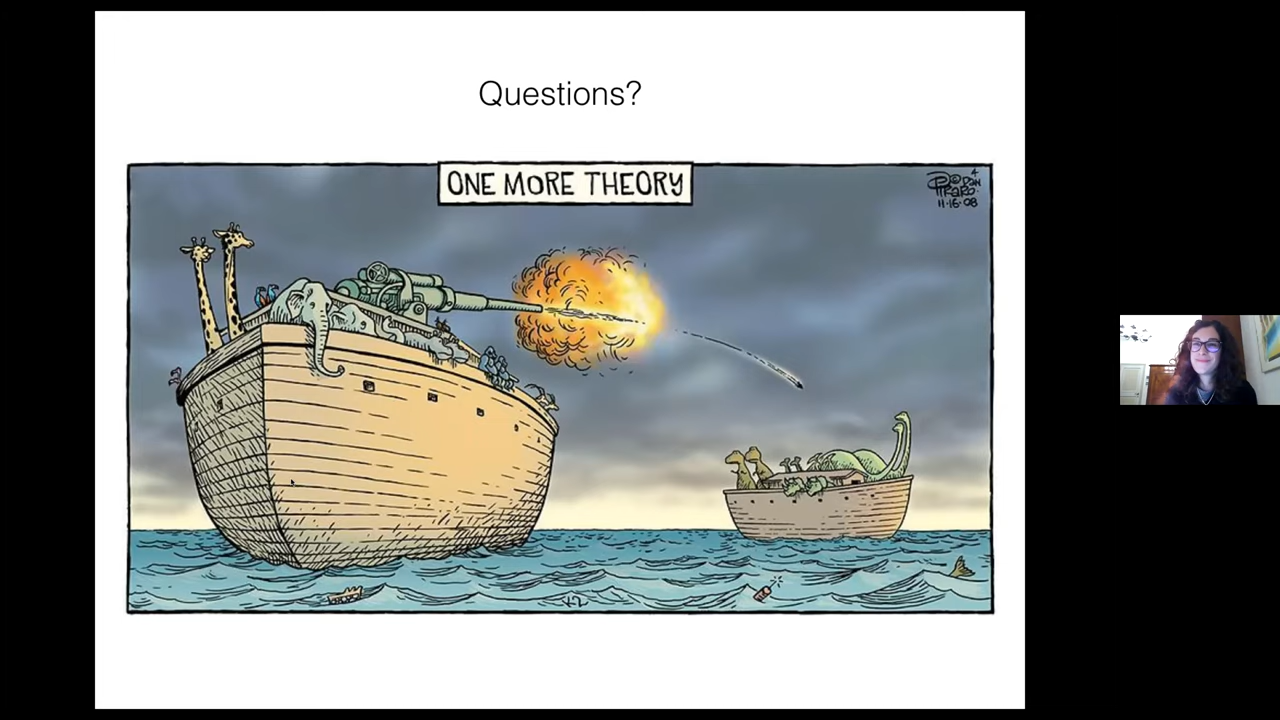 Questions?
ONE MORE THEORY
© DAN
PIRARO.
11·16·08